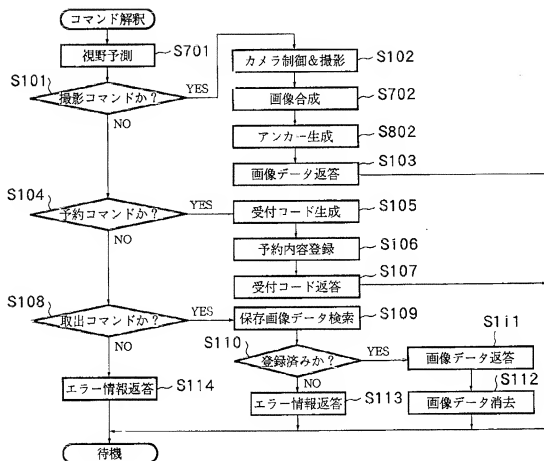 コマンド解釈
視野予測
S701
S101
撮影コマンドか?
YES
NO
カメラ制御&撮影
S102
画像合成
S702
アンカー生成
S802
画像データ返答
S103
S104
予約コマンドか?
YES
NO
受付コード生成
S105
予約内容登録
Si06
受付コード返答
S107
S108
取出コマンドか?
YES
NO
保存画像データ検索
S109
S110
登録済みか?
YES
NO
S1i1
画像データ返答
S112
画像データ消去
エラー情報返答
S114
エラー情報返答
S113
待機